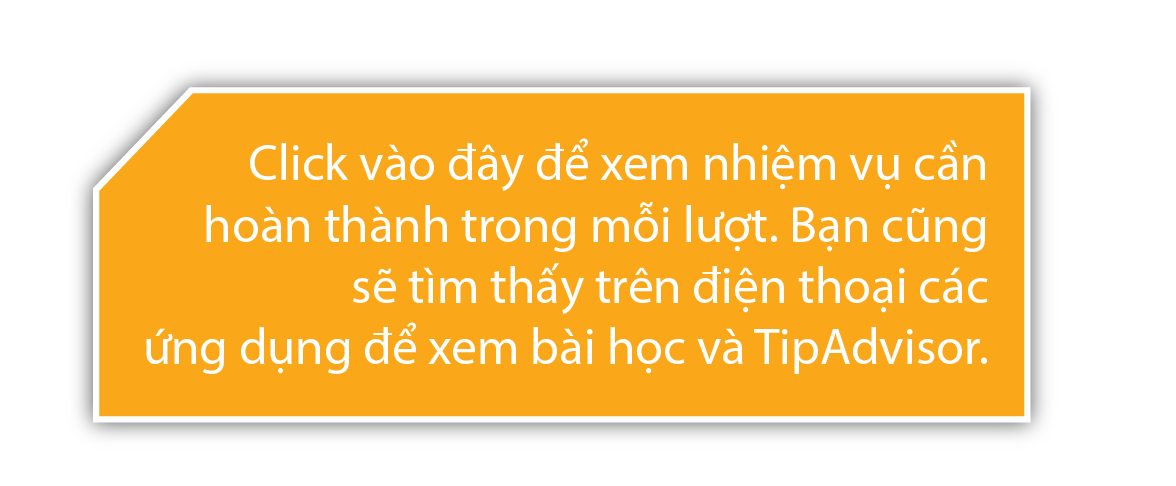 Click vào đây để xem nhiệm vụ cần
hoàn thành trong mỗi lượt. Bạn cũng
sẽ tìm thấy trên điện thoại các
ứng dụng để xem bài học và TipAdvisor.